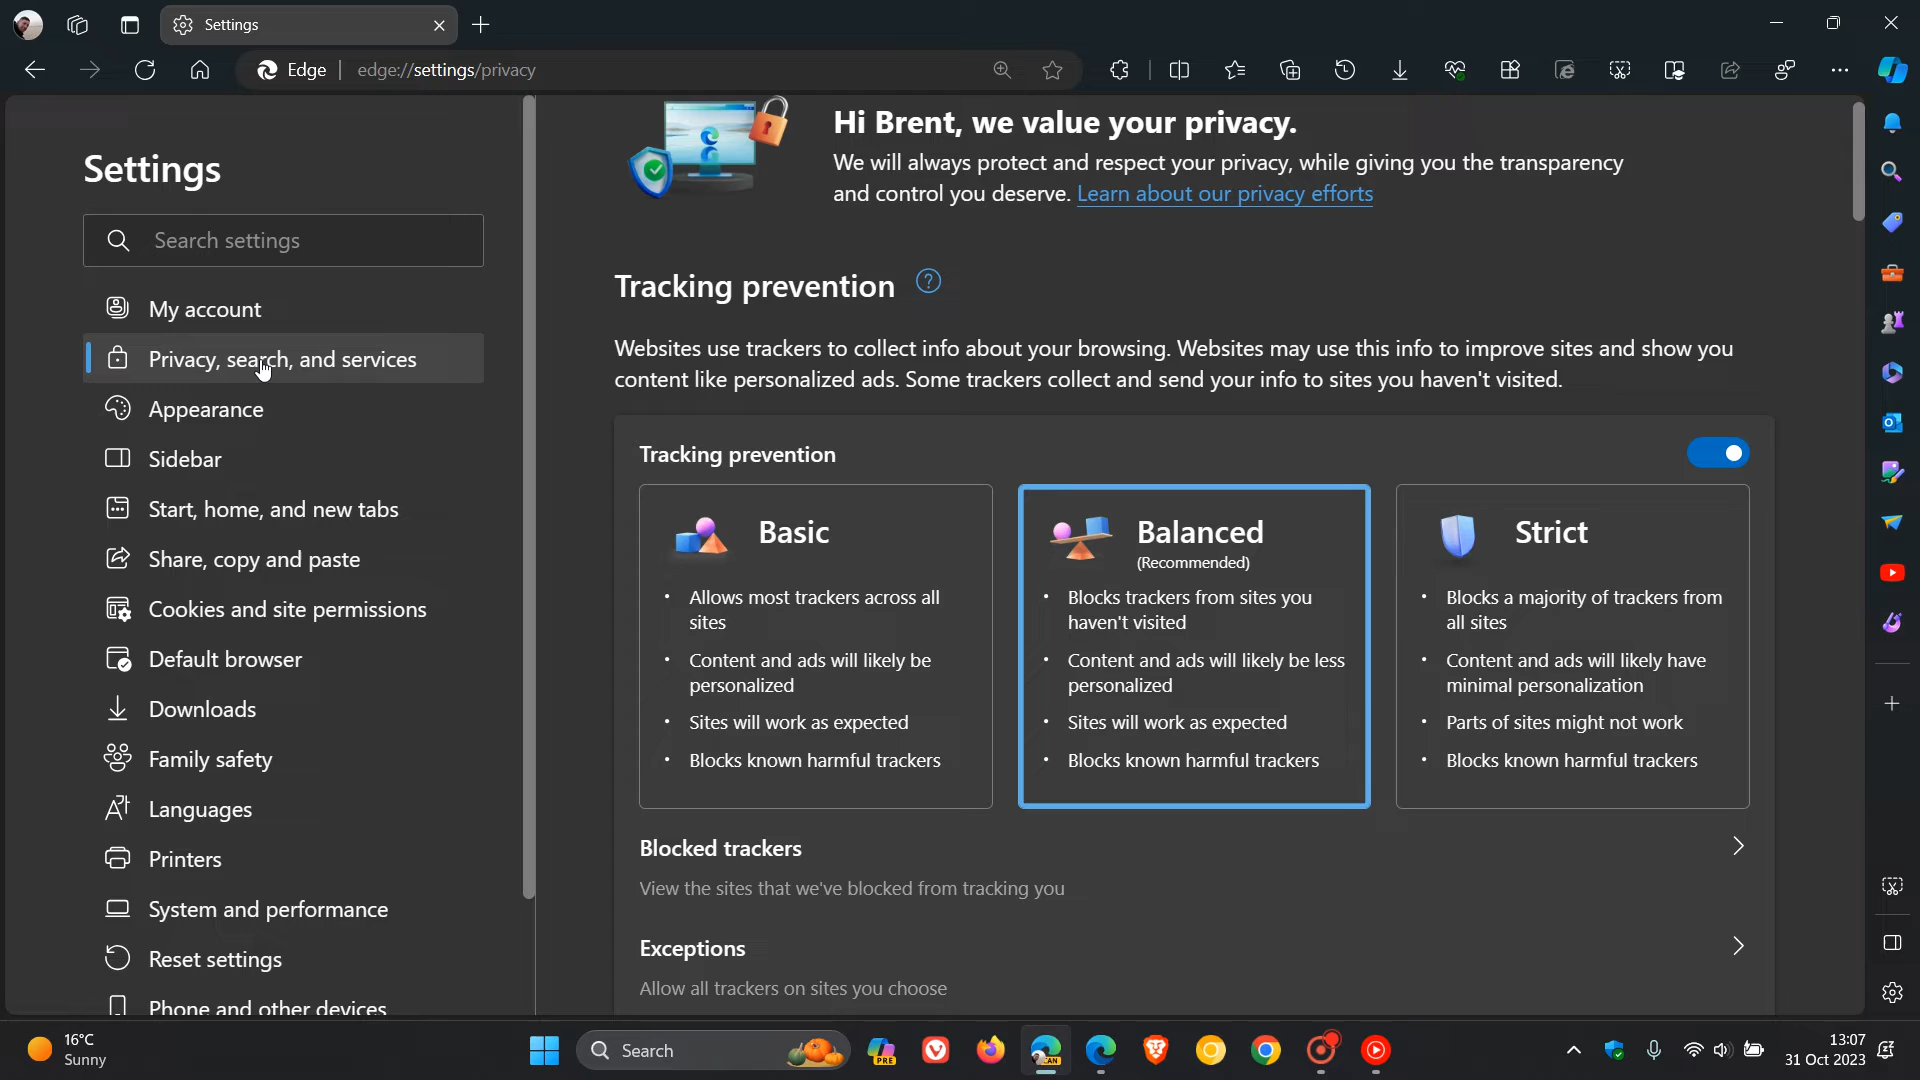 Settings
Edge
edge://settings/privacy
Settings
Search settings
My account
Privacy, search, and services
Appearance
Sidebar
Start, home, and new tabs
Share, copy and paste
Cookies and site permissions
Default browser
Downloads
Family safety
Languages
Printers
System and performance
Reset settings
Phone and other devices
Hi Brent, we value your privacy.
We will always protect and respect your privacy, while giving you the transparency
and control you deserve. Learn about our privacy efforts
Tracking prevention
Websites use trackers to collect info about your browsing. Websites may use this info to improve sites and show you
content like personalized ads. Some trackers collect and send your info to sites you haven't visited.
Tracking prevention
Basic
• Allows most trackers across all
sites
• Content and ads will likely be
personalized
• Sites will work as expected
• Blocks known harmful trackers
Balanced
(Recommended)
• Blocks trackers from sites you
haven't visited
• Content and ads will likely be less
personalized
• Sites will work as expected
• Blocks known harmful trackers
Strict
• Blocks a majority of trackers from
all sites
• Content and ads will likely have
minimal personalization
• Parts of sites might not work
• Blocks known harmful trackers
Blocked trackers
View the sites that we've blocked from tracking you
Exceptions
Allow all trackers on sites you choose
16°C
Sunny
Search
PRE
CAN
13:07
31 Oct 2023